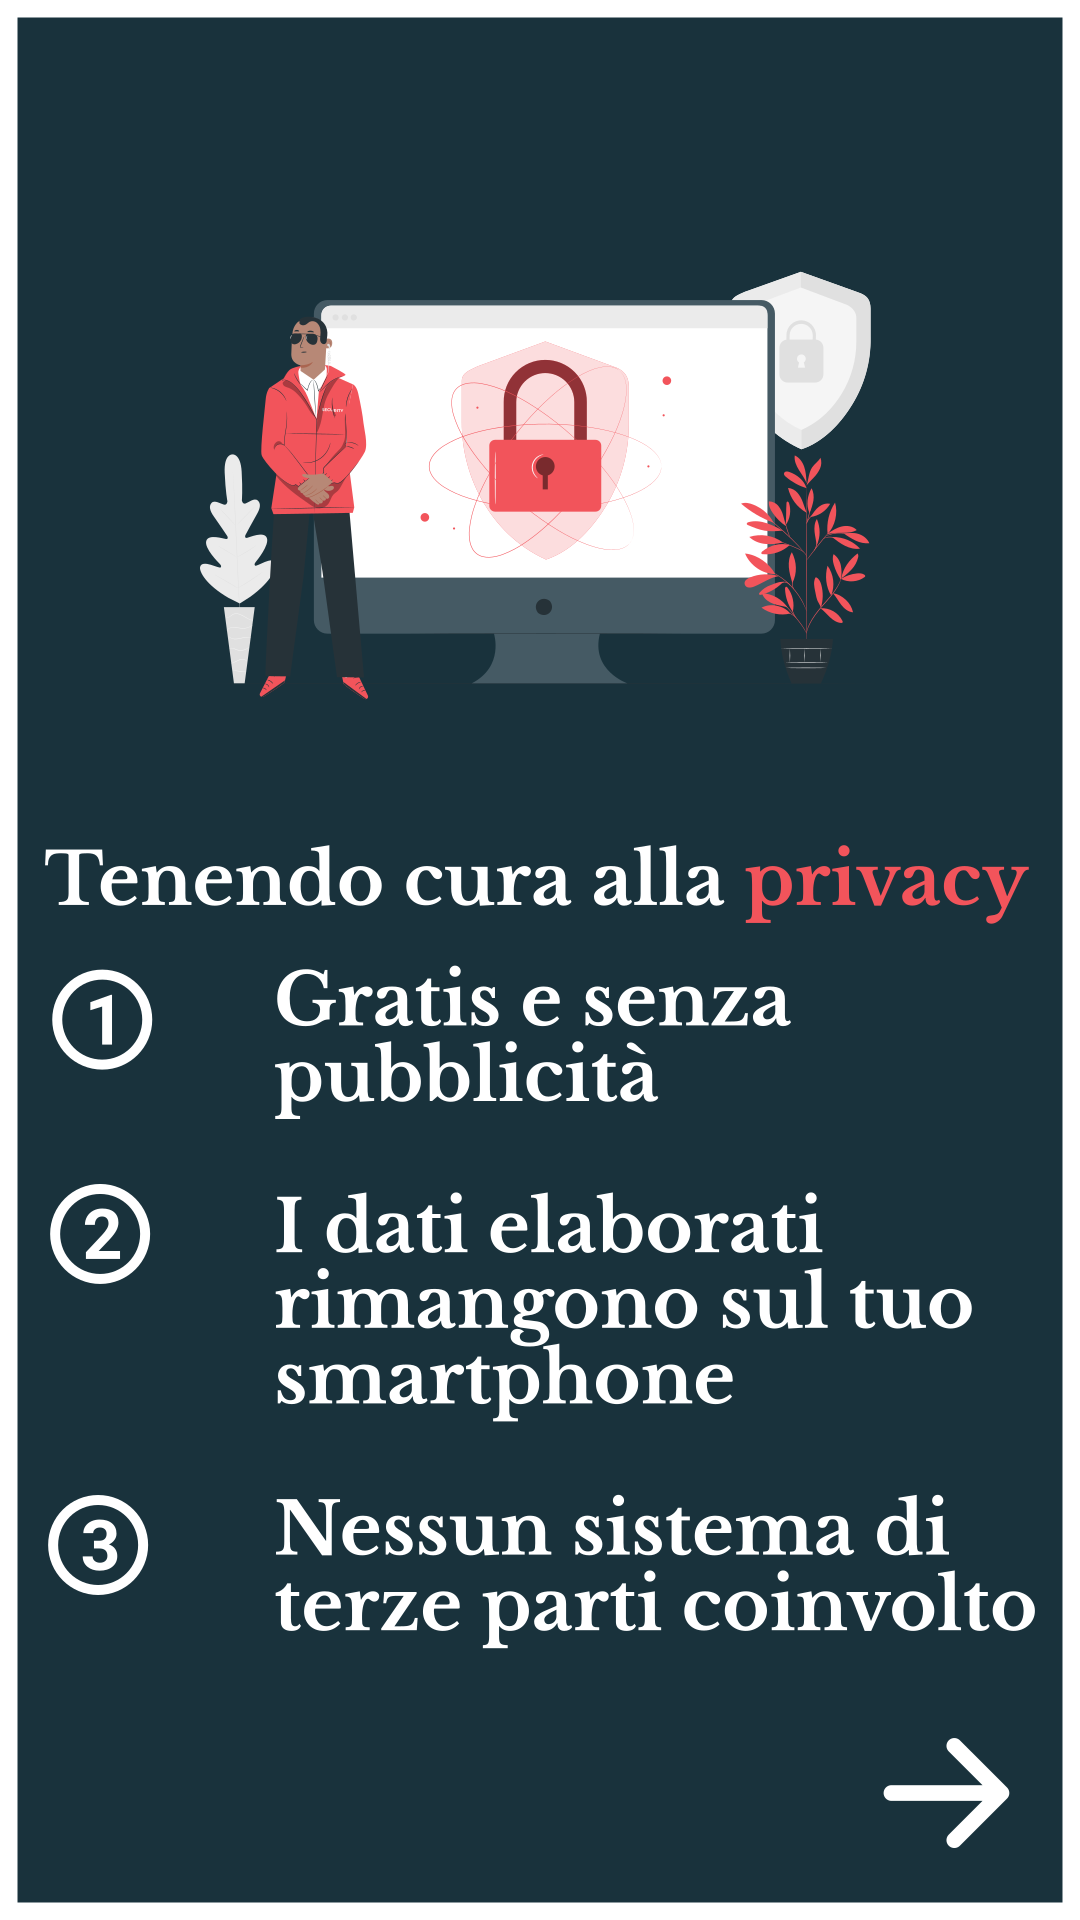 SECURITY
Tenendo cura alla privacy
1
Gratis e senza
pubblicità
2
I dati elaborati
rimangono sul tuo
smartphone
3
Nessun sistema di
terze parti coinvolto